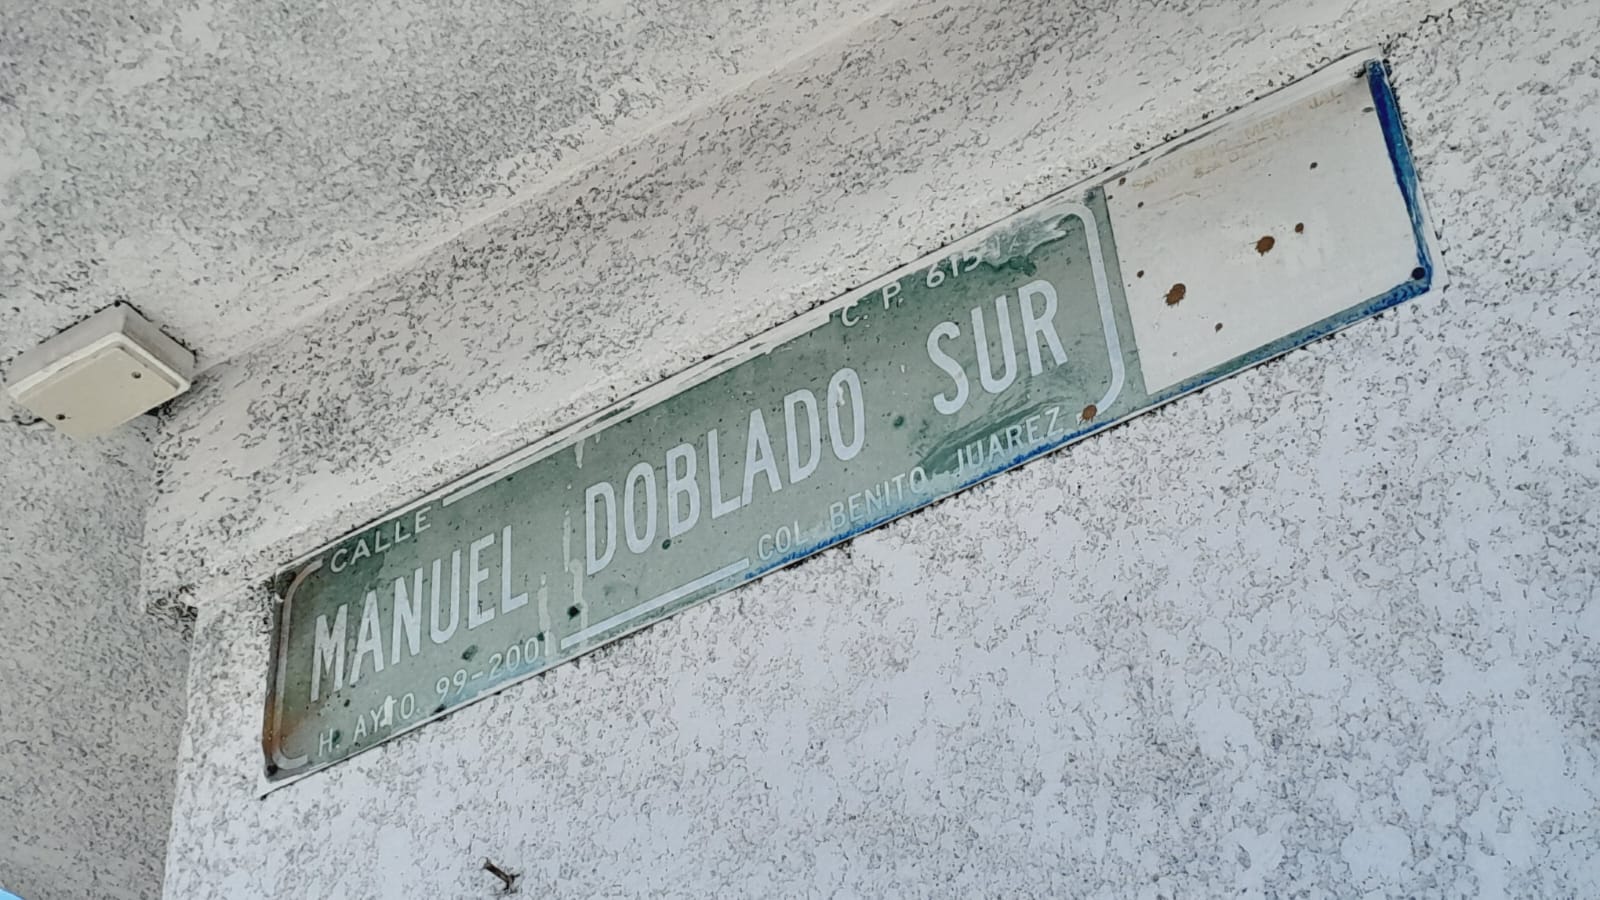 CALLE
C. P. 615
MANUEL DOBLADO SUR
H. AYTO. 99-2001
COL. BENITO JUAREZ